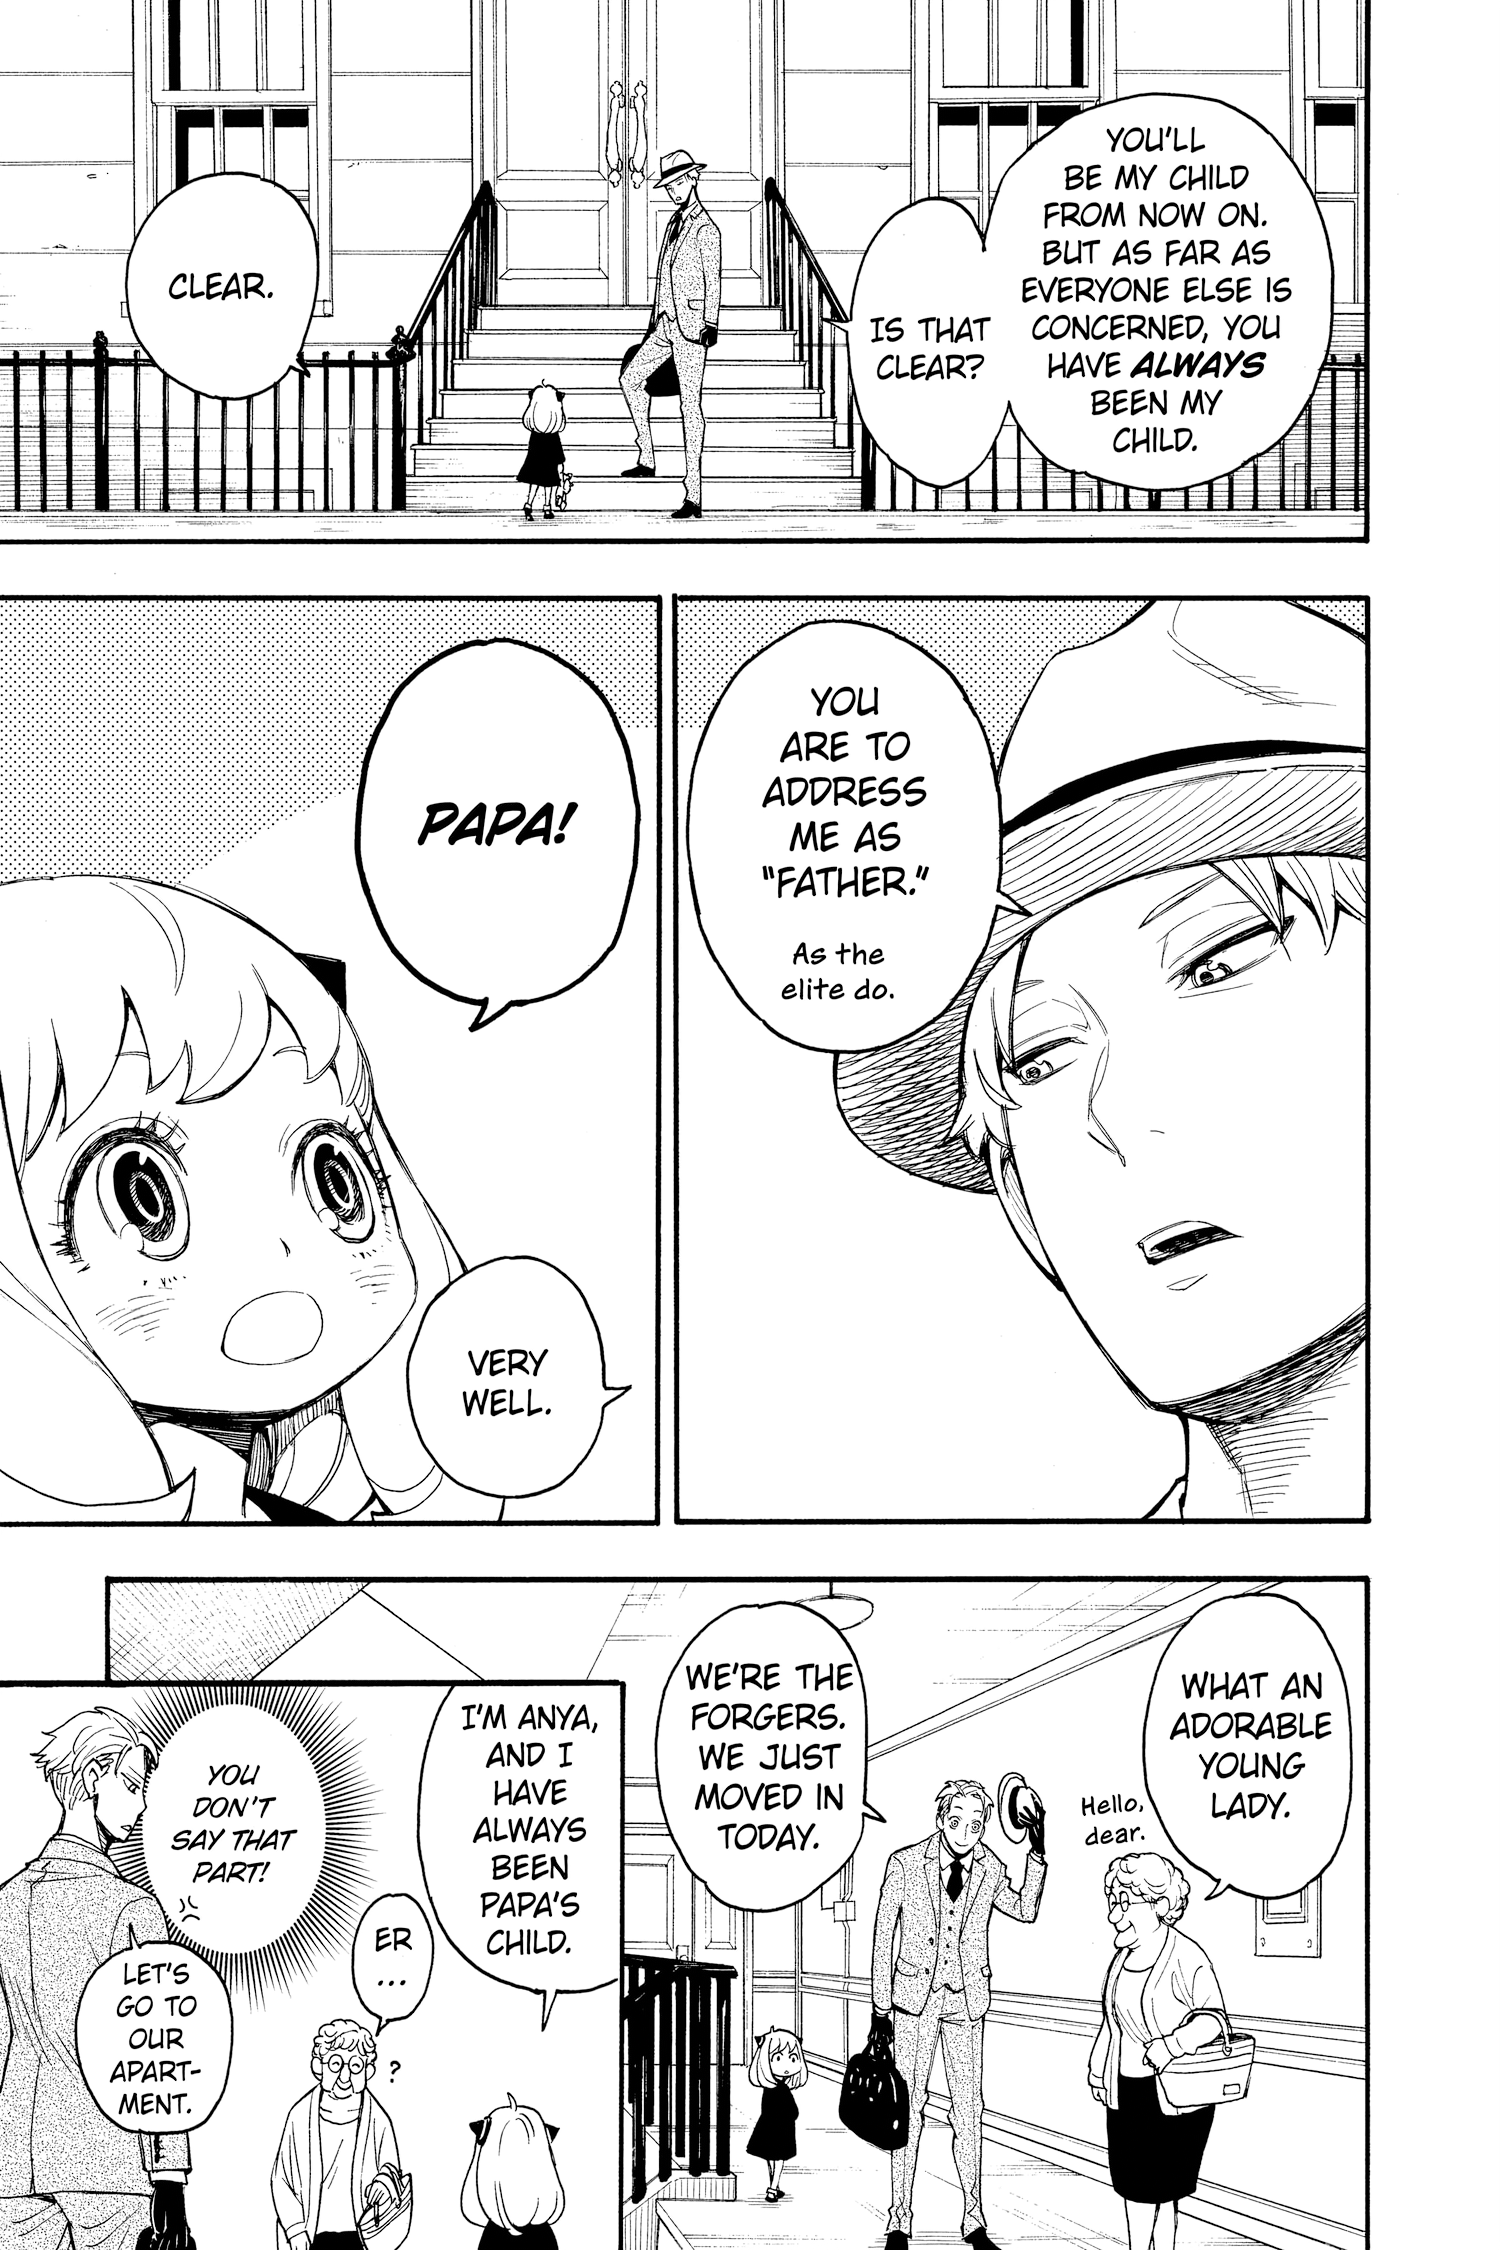 YOU'LL
BE MY CHILD
FROM NOW ON.
BUT AS FAR AS
EVERYONE ELSE IS
CONCERNED, YOU
HAVE ALWAYS
BEEN MY
CHILD.
IS THAT
CLEAR?
CLEAR.
YOU
ARE TO
ADDRESS
ME AS
"FATHER."
As the
elite do.
PAPA!
VERY
WELL.
WHAT AN
ADORABLE
YOUNG
LADY.
Hello,
dear.
WE'RE THE
FORGERS.
WE JUST
MOVED IN
TODAY.
I'M ANYA,
AND I
HAVE
ALWAYS
BEEN
PAPA'S
CHILD.
ER
...
?
YOU
DON'T
SAY THAT
PART!
LET'S
GO TO
OUR
APART-
MENT.